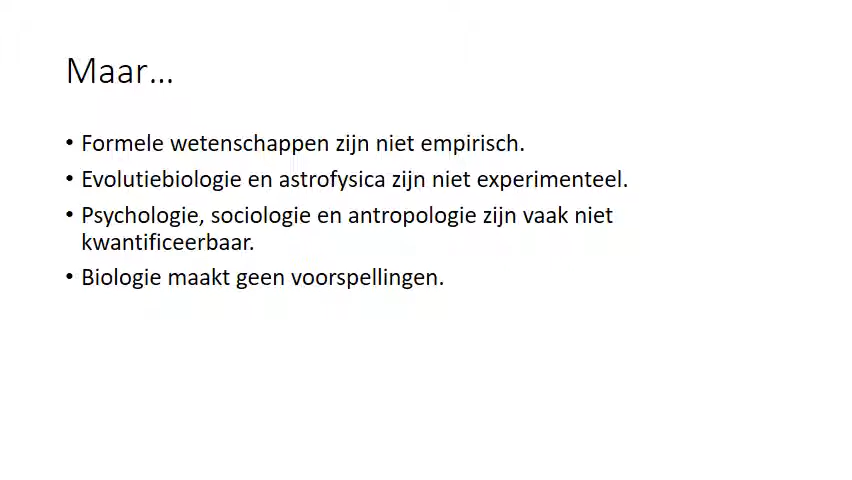 Maar…
• Formele wetenschappen zijn niet empirisch.
• Evolutiebiologie en astrofysica zijn niet experimenteel.
• Psychologie, sociologie en antropologie zijn vaak niet
kwantificeerbaar.
• Biologie maakt geen voorspellingen.